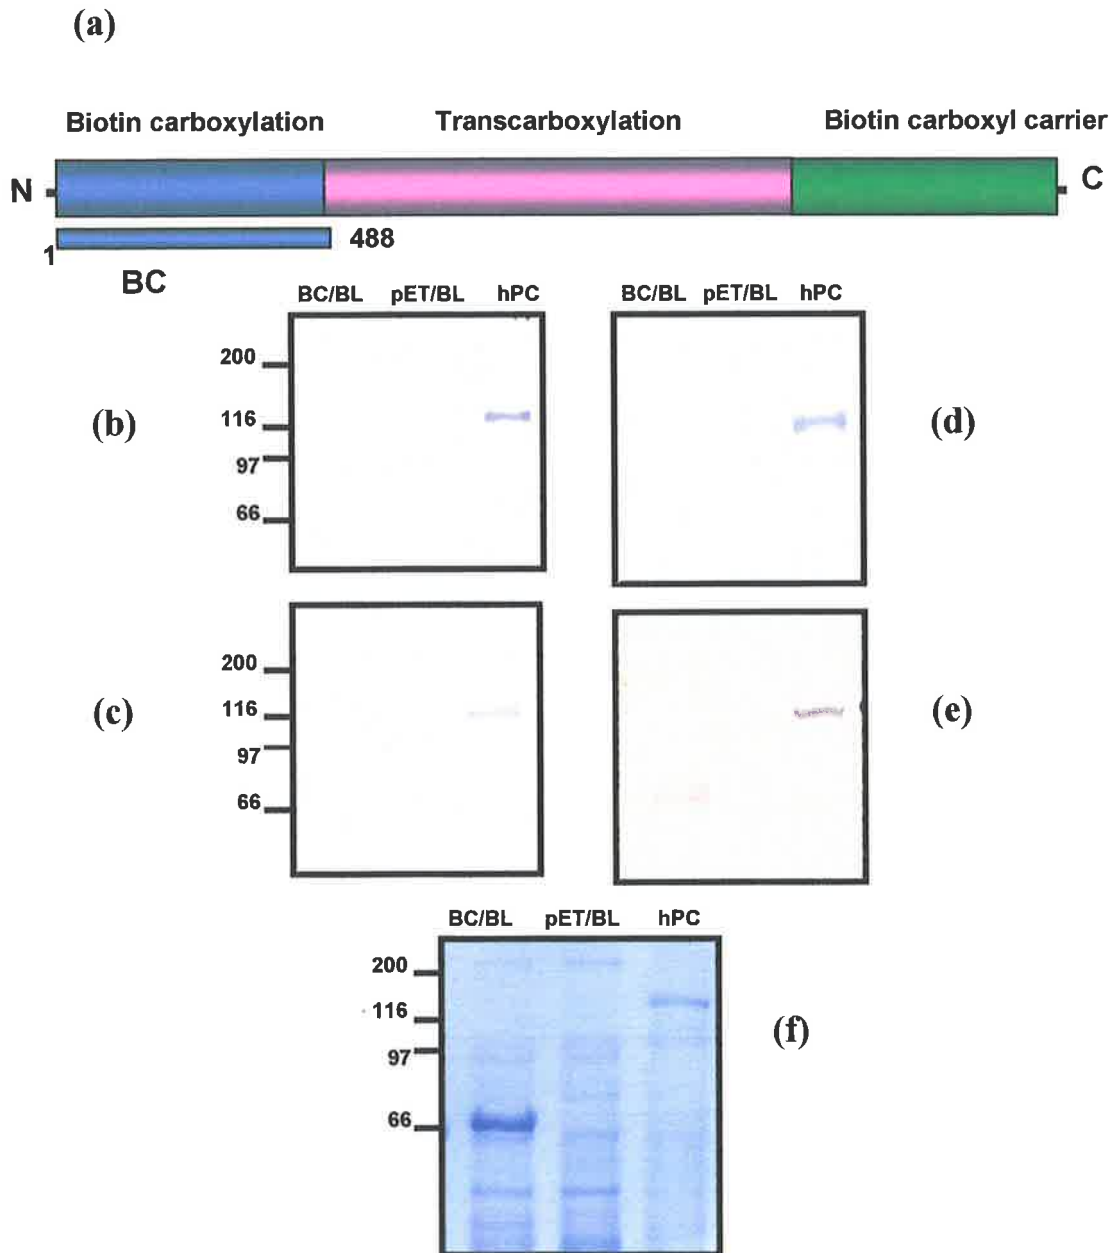 (a)
Biotin carboxylation Transcarboxylation Biotin carboxyl carrier
N C
1 488
BC
BC/BL pET/BL hPC BC/BL pET/BL hPC
200
(b) 116 (d)
97
66
200
(c) 116 (e)
97
66
BC/BL pET/BL hPC
200
116 (f)
97
66